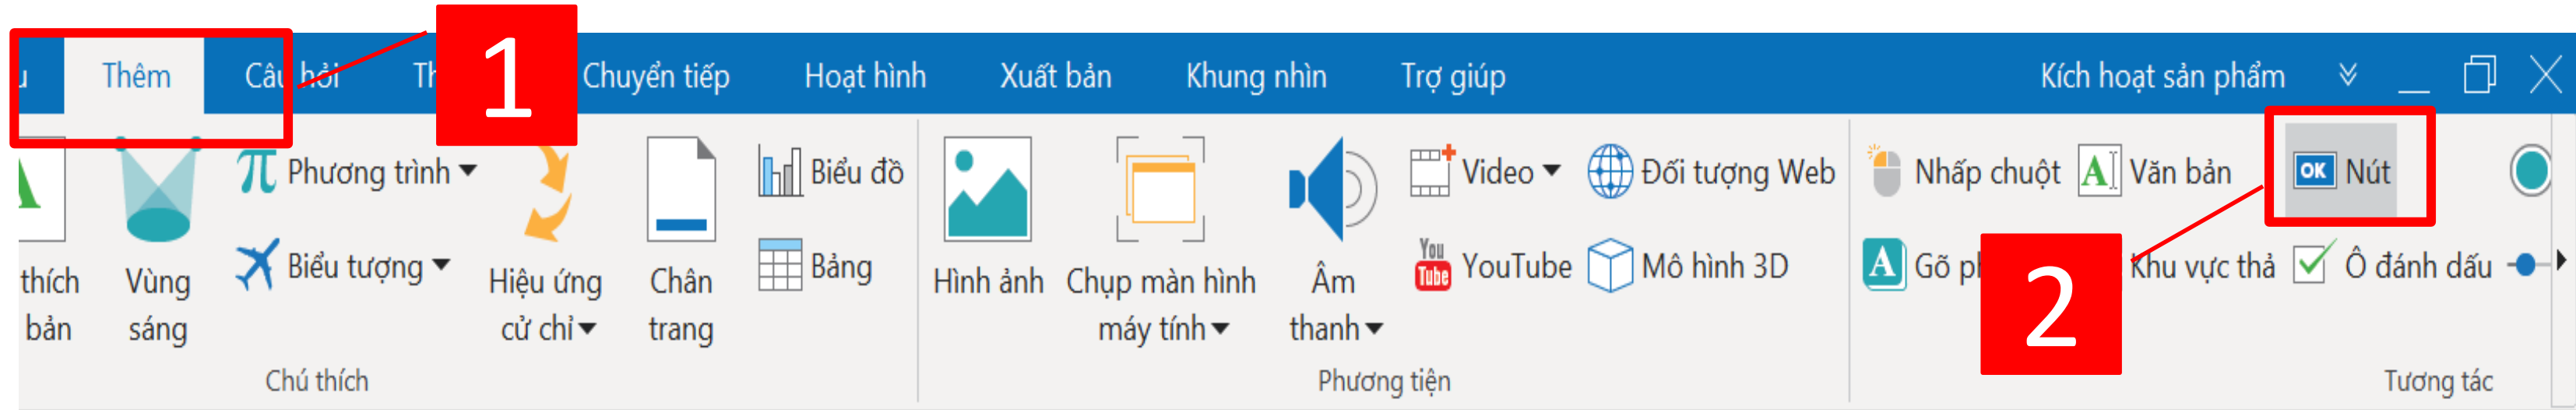 1
Thêm Câu hỏi Chuyển tiếp Hoạt hình Xuất bản Khung nhìn Trợ giúp Kích hoạt sản phẩm
Phương trình Biểu đồ Video Đối tượng Web Nhấp chuột A Văn bản OK Nút
Biểu tượng Bảng You Tube YouTube Mô hình 3D A Gõ Khu vực thả Ô đánh dấu
2
thích
bản
Vùng
sáng
Hiệu ứng
cử chỉ
Chân
trang
Hình ảnh
Chụp màn hình
máy tính
Âm
thanh
Chú thích Phương tiện Tương tác